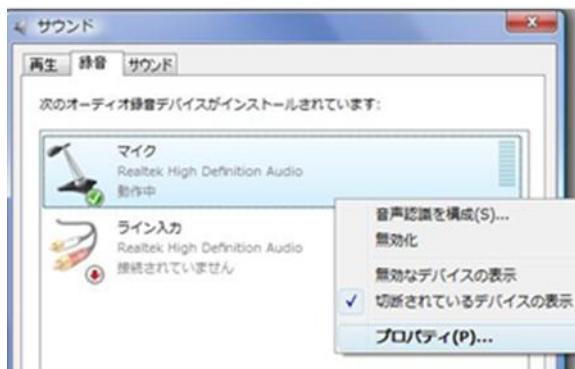 サウンド
再生 録音 サウンド
次のオーディオ録音デバイスがインストールされています:
マイク
Realtek High Definition Audio
動作中
ライン入力
Realtek High Definition Audio
接続されていません
音声認識を構成(S)...
無効化
無効なデバイスの表示
切断されているデバイスの表示
プロパティ(P)...